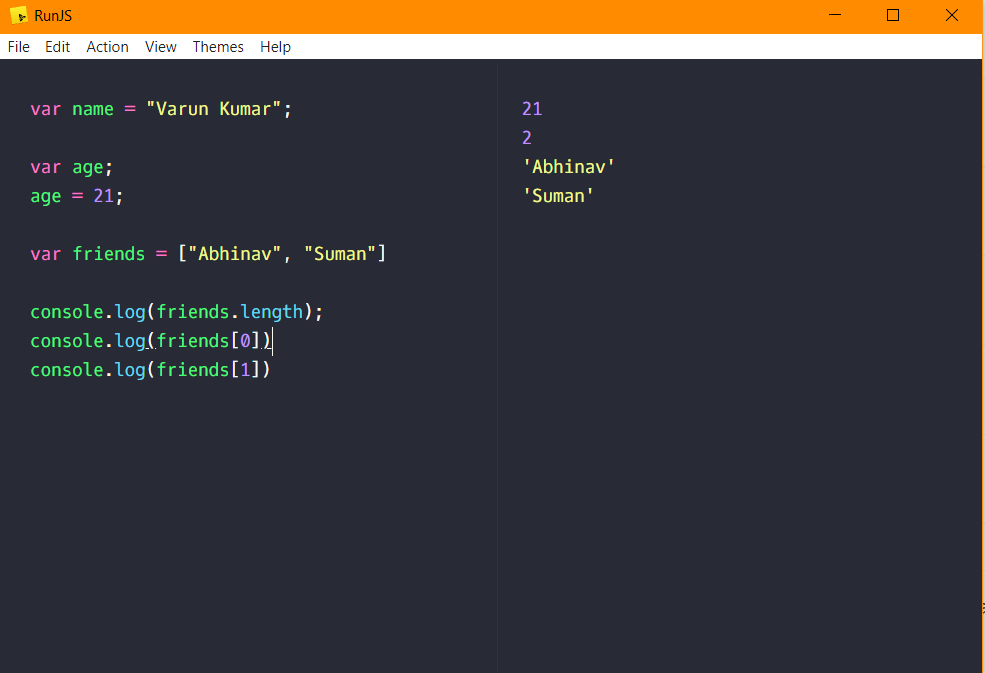 RunJS
File Edit Action View Themes Help
var name = "Varun Kumar";
var age;
age = 21;
var friends = ["Abhinav", "Suman"]
console.log(friends.length);
console.log(friends[0])
console.log(friends[1])
21
2
'Abhinav'
'Suman'